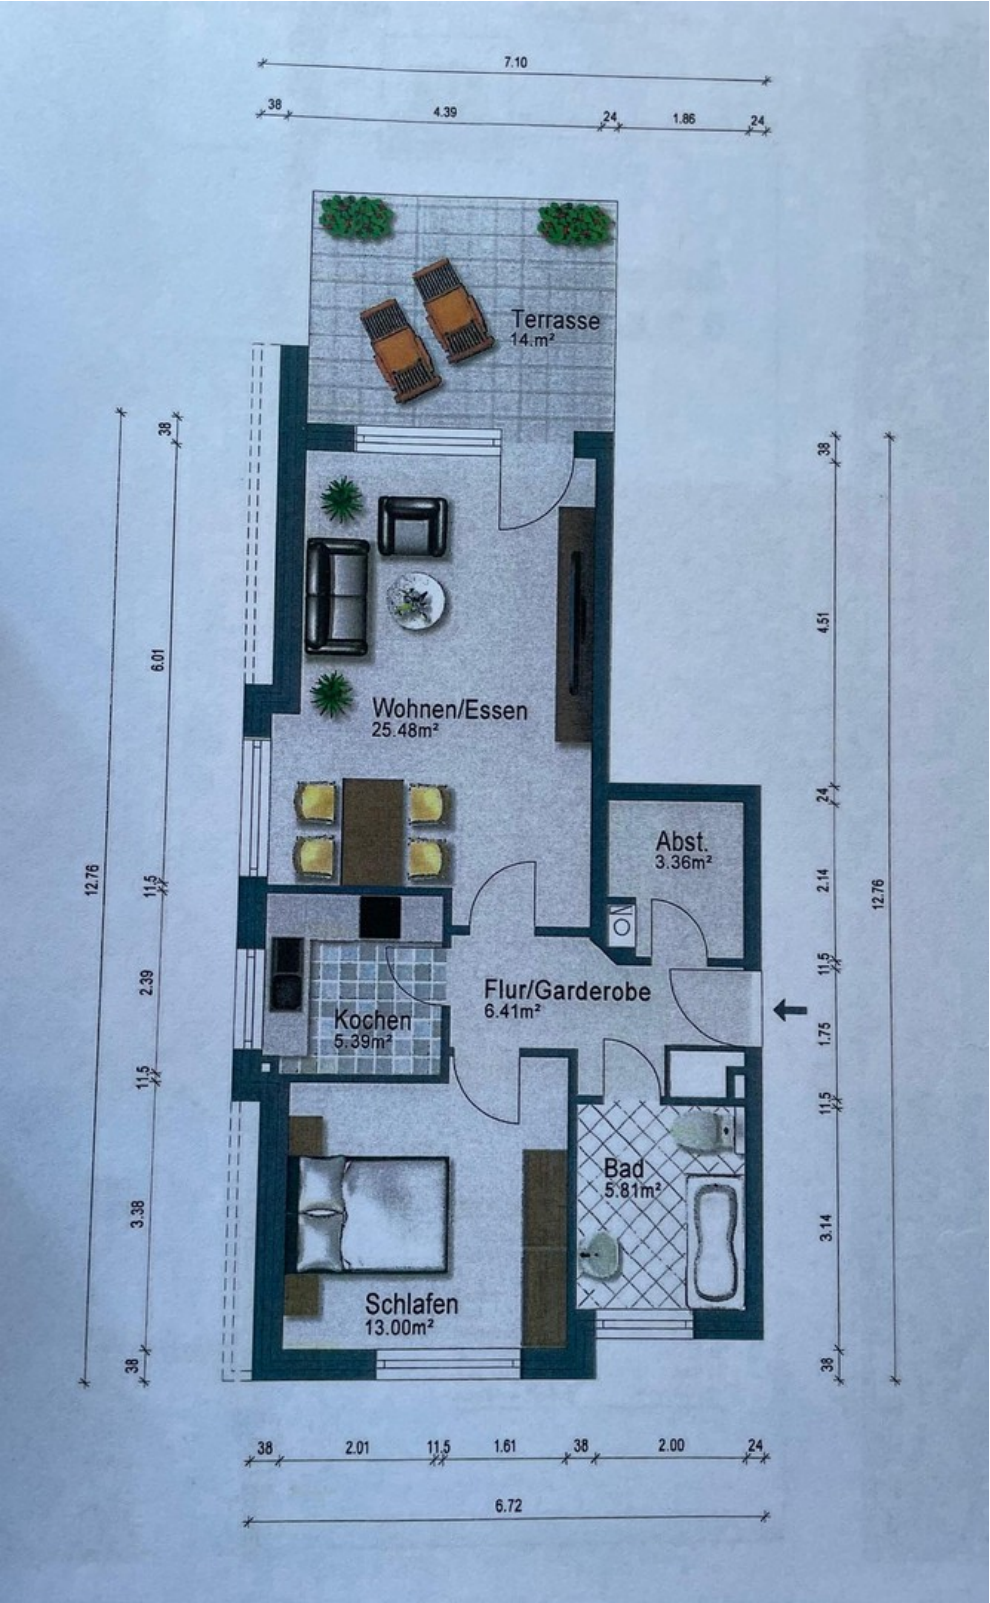 7.10
38 4.39 24 1.86 24
Terrasse
14.m²
38
38
6.01
4.51
Wohnen/Essen
25.48m²
24
Abst.
3.36m²
12.76
11.5
2.14
12.76
11.5
Flur/Garderobe
6.41m²
2.39
Kochen
5.39m²
1.75
11.5
11.5
Bad
5.81m²
3.38
3.14
Schlafen
13.00m²
38
38
38 2.01 11.5 1.61 38 2.00 24
6.72